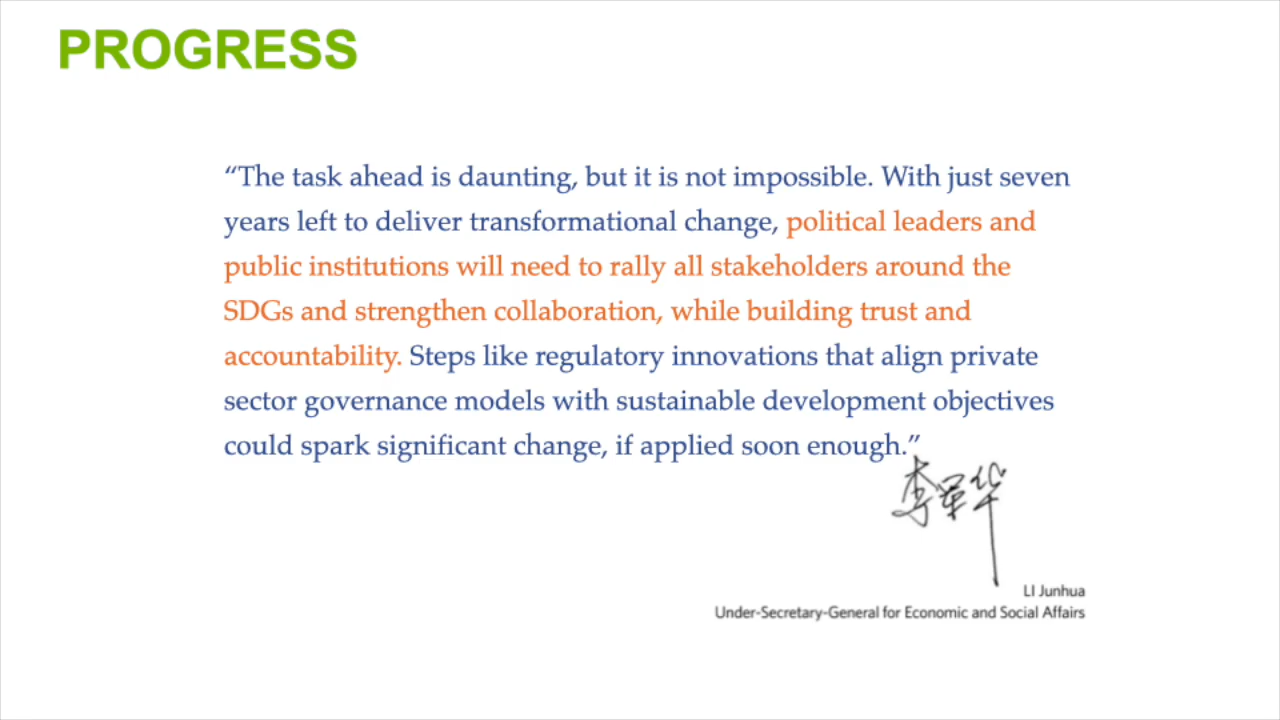 PROGRESS
“The task ahead is daunting, but it is not impossible. With just seven
years left to deliver transformational change, political leaders and
public institutions will need to rally all stakeholders around the
SDGs and strengthen collaboration, while building trust and
accountability. Steps like regulatory innovations that align private
sector governance models with sustainable development objectives
could spark significant change, if applied soon enough.”
李军华
LI Junhua
Under-Secretary-General for Economic and Social Affairs